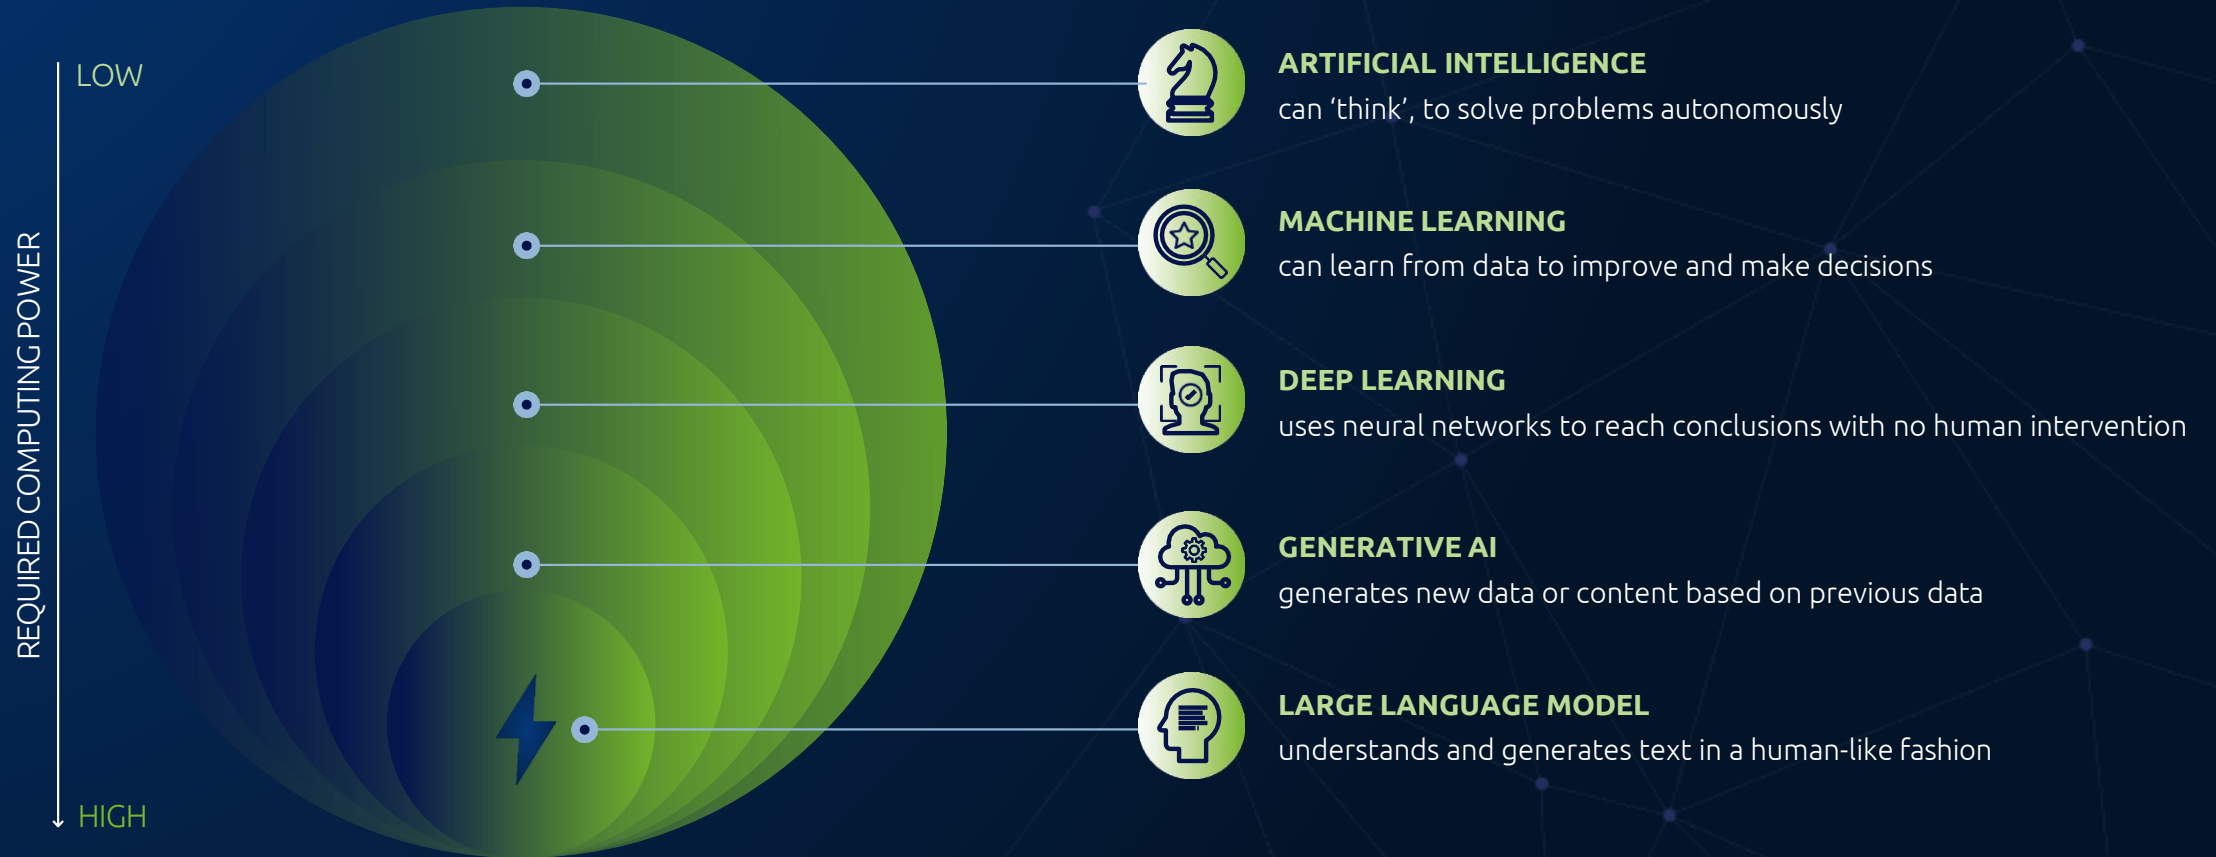 LOW
REQUIRED COMPUTING POWER
HIGH
ARTIFICIAL INTELLIGENCE
can ‘think’, to solve problems autonomously
MACHINE LEARNING
can learn from data to improve and make decisions
DEEP LEARNING
uses neural networks to reach conclusions with no human intervention
GENERATIVE AI
generates new data or content based on previous data
LARGE LANGUAGE MODEL
understands and generates text in a human-like fashion